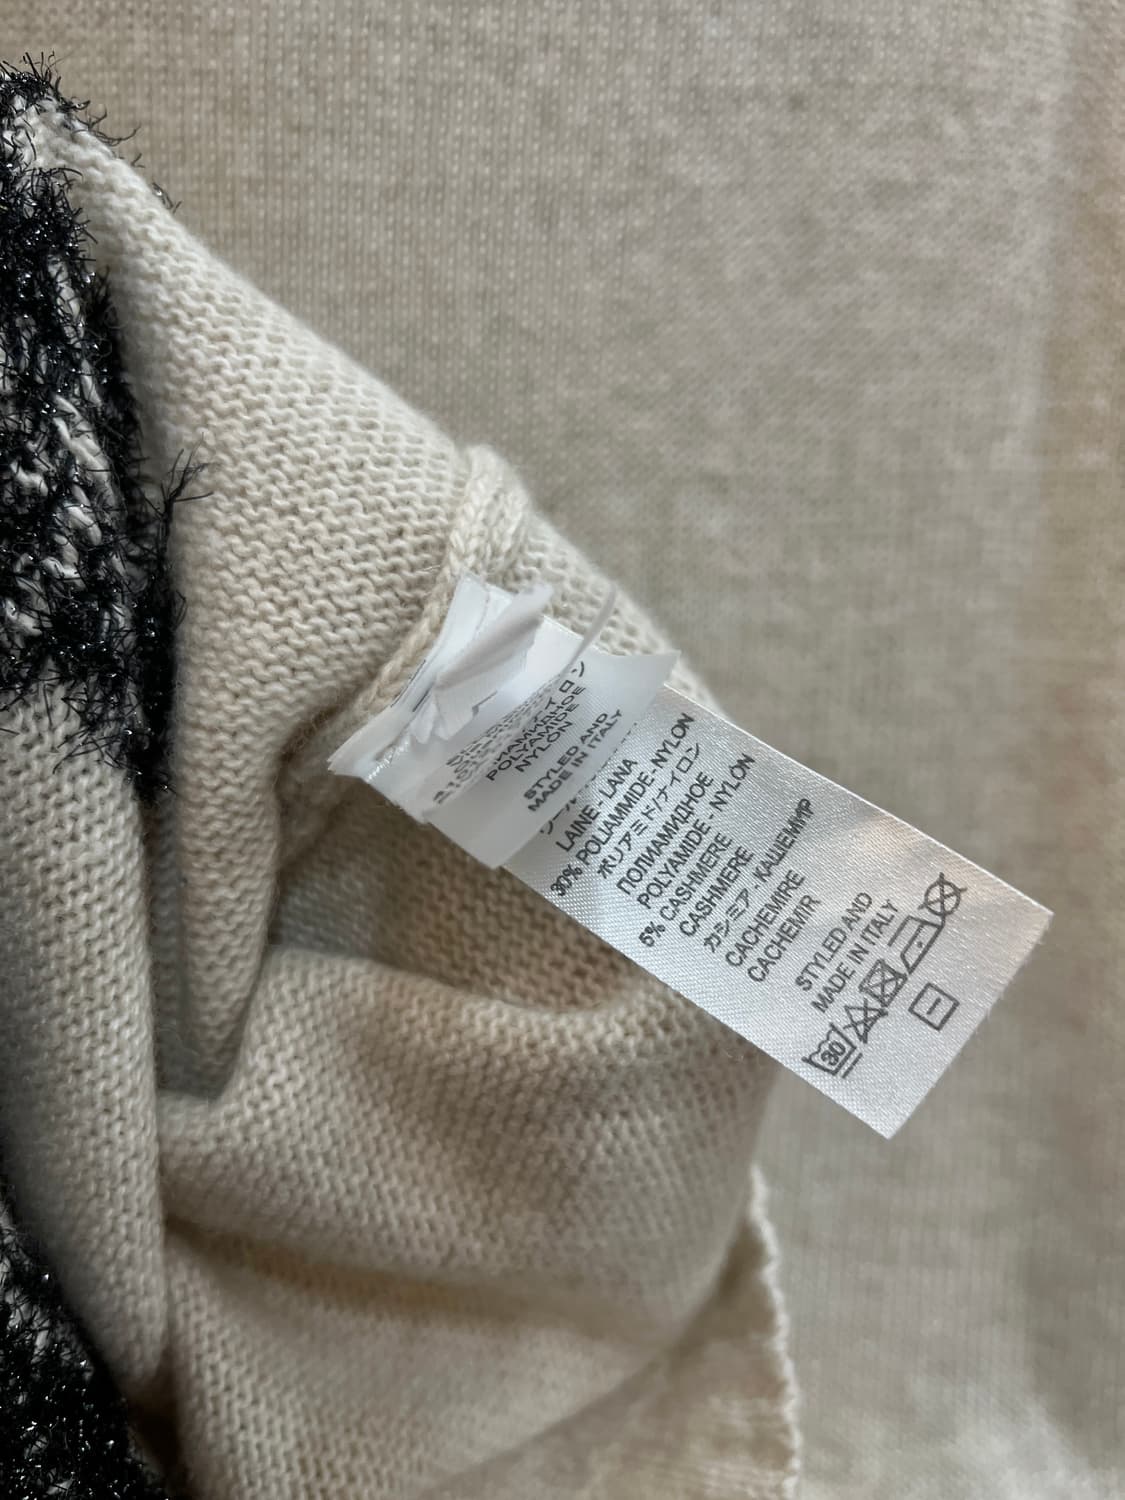 ПОЛИАМИДНОЕ
POLYAMIDE
NYLON
STYLED AND
MADE IN ITALY
LAINE - LANA
30% POLIAMMIDE - NYLON
ポリアミド/ナイロン
ПОЛИАМИДНОЕ
POLYAMIDE - NYLON
5% CASHMERE
CASHMERE
カシミア - КАШЕМИР
CACHEMIRE
CACHEMIR
STYLED AND
MADE IN ITALY
30